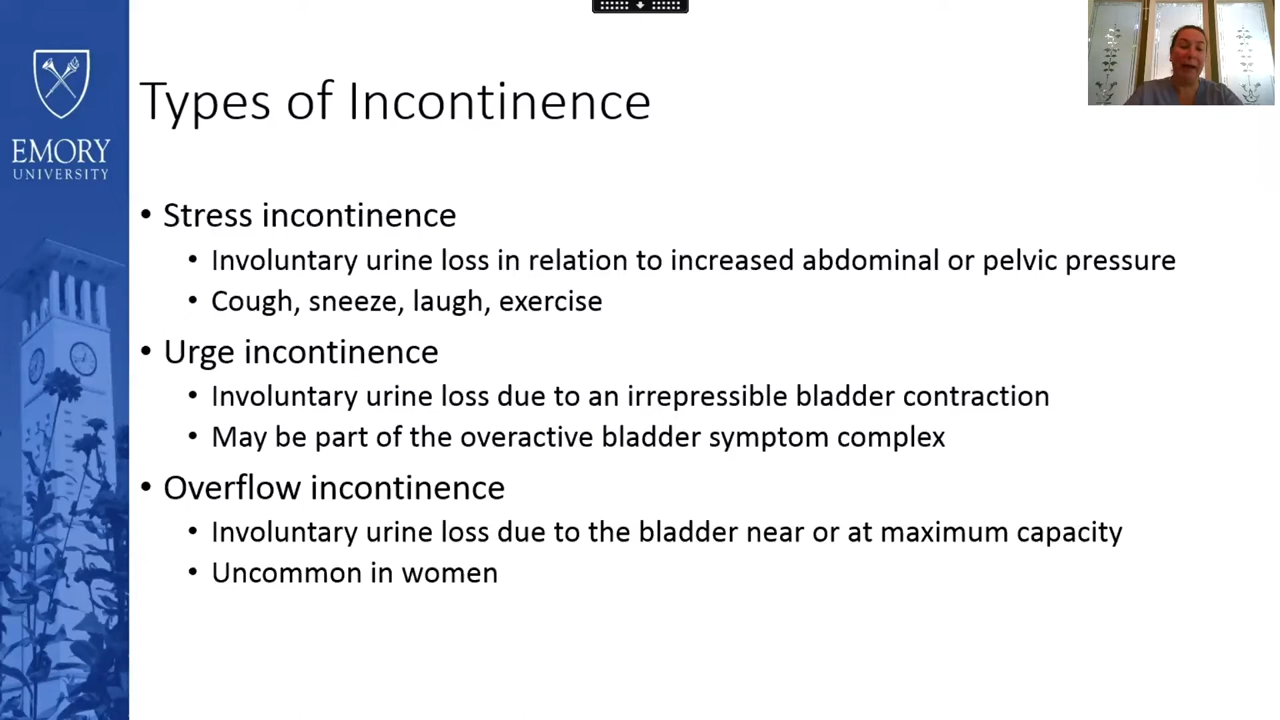 EMORY
UNIVERSITY
Types of Incontinence
• Stress incontinence
• Involuntary urine loss in relation to increased abdominal or pelvic pressure
• Cough, sneeze, laugh, exercise
• Urge incontinence
• Involuntary urine loss due to an irrepressible bladder contraction
• May be part of the overactive bladder symptom complex
• Overflow incontinence
• Involuntary urine loss due to the bladder near or at maximum capacity
• Uncommon in women